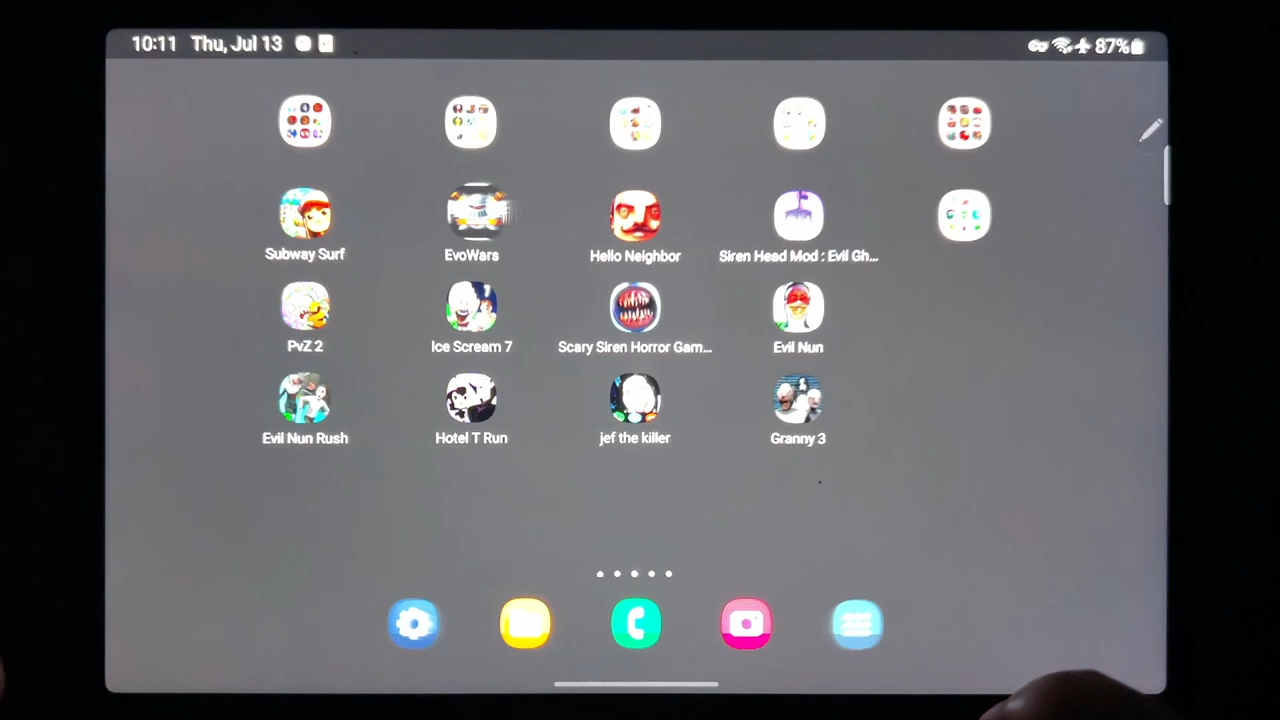 10:11 Thu, Jul 13 87%
Subway Surf EvoWars Hello Neighbor Siren Head Mod : Evil Gh...
PvZ 2 Ice Scream 7 Scary Siren Horror Gam... Evil Nun
Evil Nun Rush Hotel T Run jef the killer Granny 3